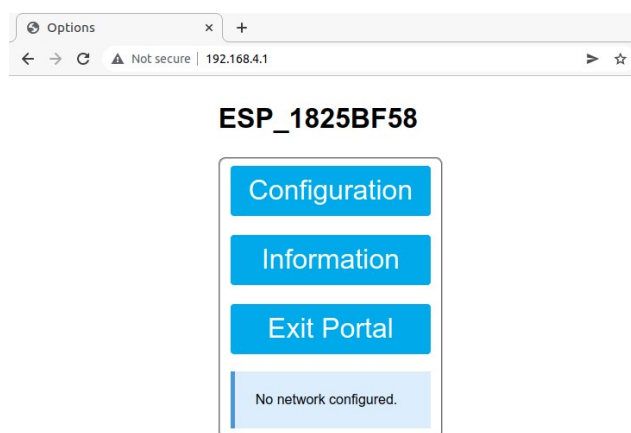 Options
Not secure | 192.168.4.1
ESP_1825BF58
Configuration
Information
Exit Portal
No network configured.